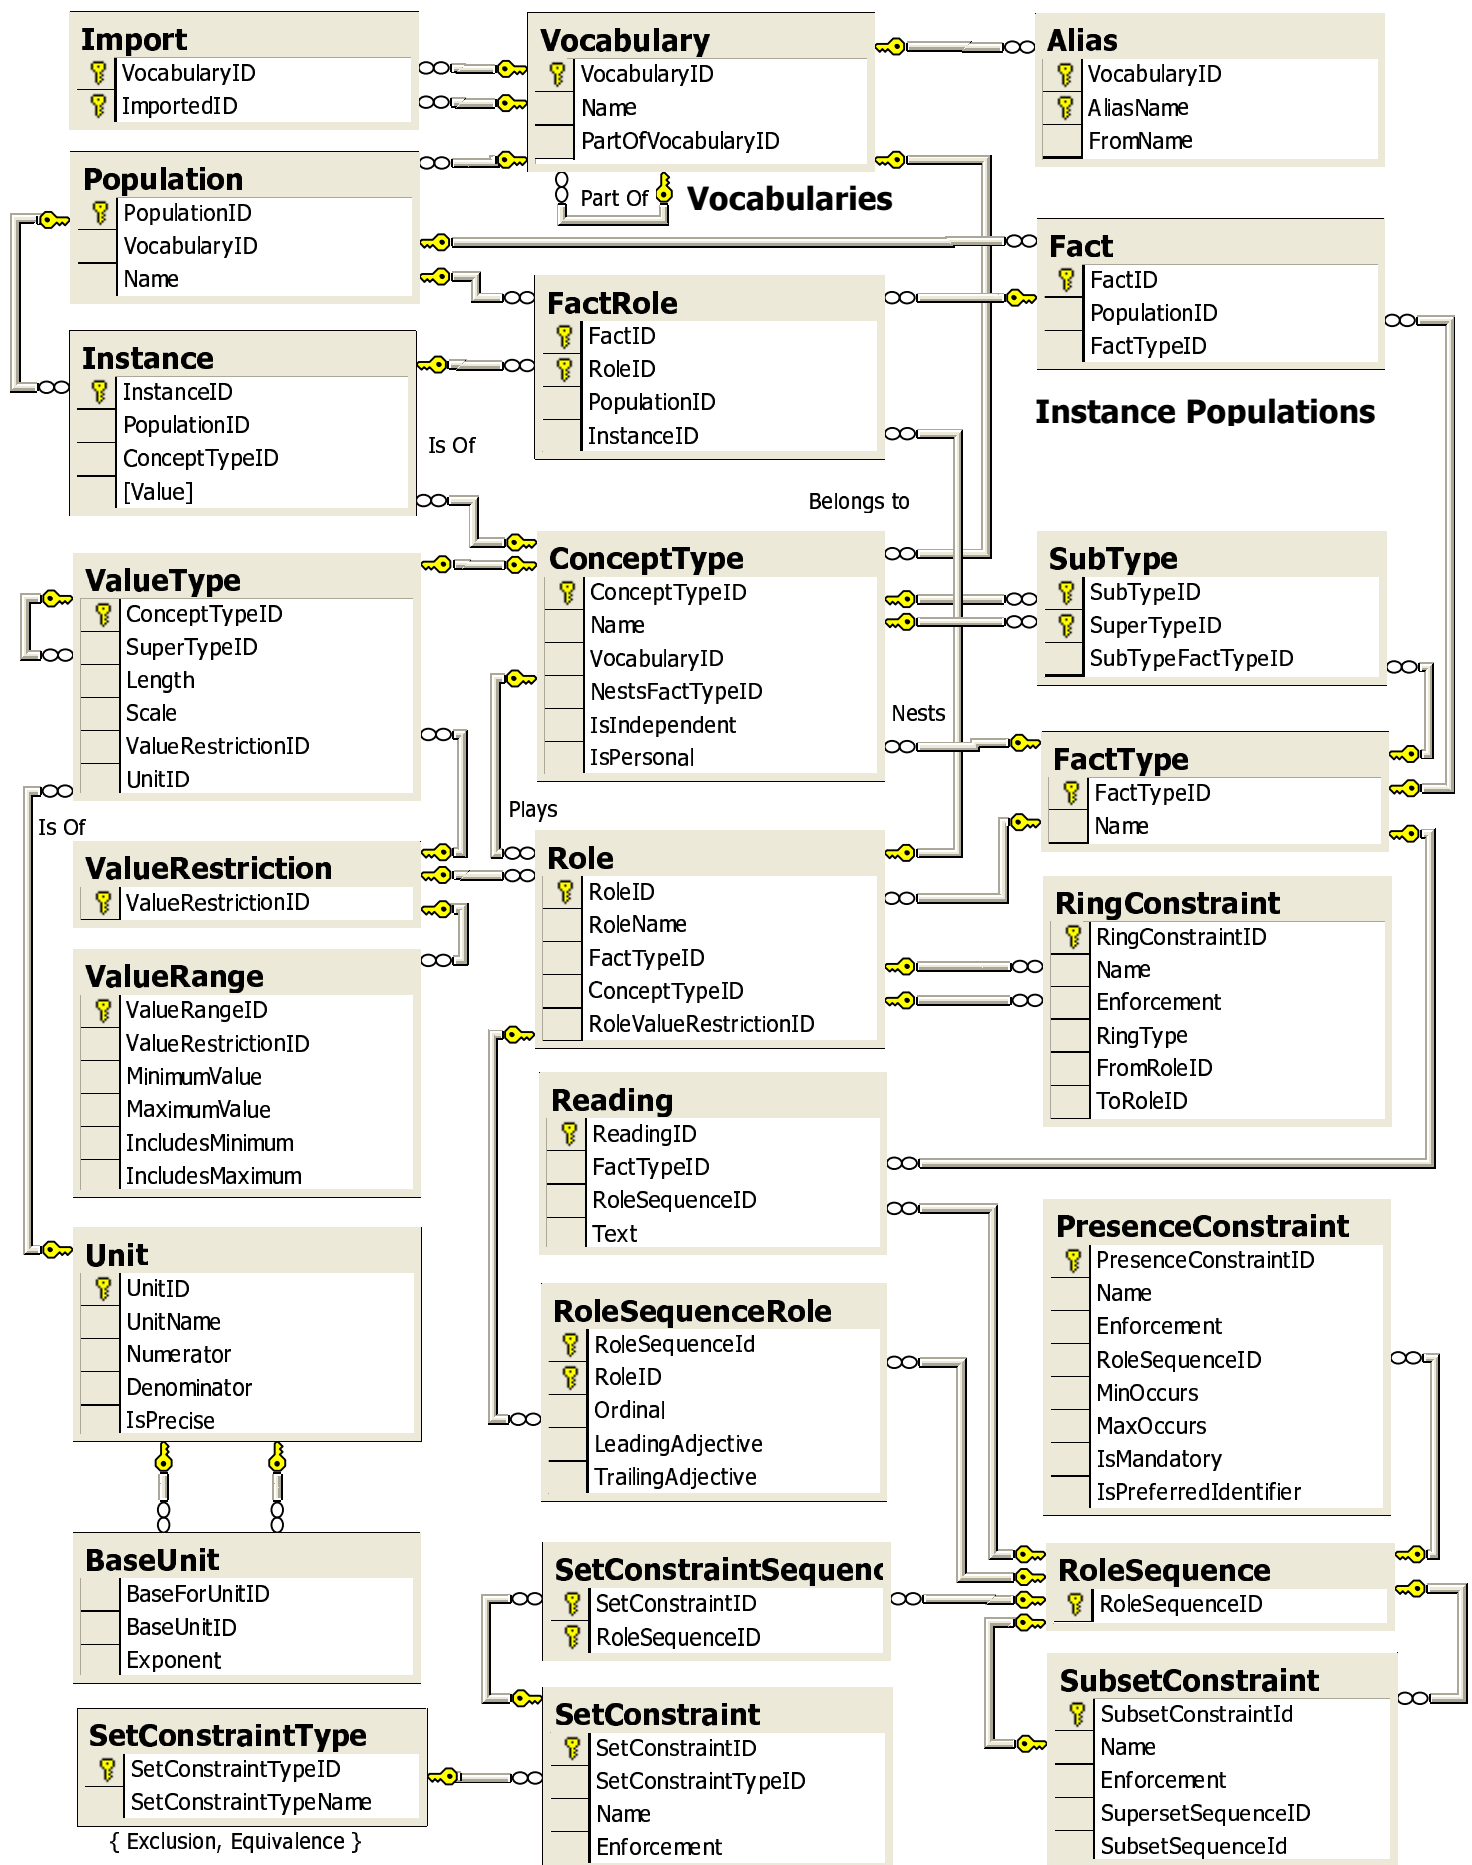 Import
VocabularyID
ImportedID
Vocabulary
VocabularyID
Name
PartOfVocabularyID
Alias
VocabularyID
AliasName
FromName
Part Of
Vocabularies
Population
PopulationID
VocabularyID
Name
Fact
FactID
PopulationID
FactTypeID
FactRole
FactID
RoleID
PopulationID
InstanceID
Instance
InstanceID
PopulationID
ConceptTypeID
[Value]
Instance Populations
Is Of
Belongs to
ValueType
ConceptTypeID
SuperTypeID
Length
Scale
ValueRestrictionID
UnitID
ConceptType
ConceptTypeID
Name
VocabularyID
NestsFactTypeID
IsIndependent
IsPersonal
SubType
SubTypeID
SuperTypeID
SubTypeFactTypeID
Nests
FactType
FactTypeID
Name
Is Of
Plays
ValueRestriction
ValueRestrictionID
Role
RoleID
RoleName
FactTypeID
ConceptTypeID
RoleValueRestrictionID
RingConstraint
RingConstraintID
Name
Enforcement
RingType
FromRoleID
ToRoleID
ValueRange
ValueRangeID
ValueRestrictionID
MinimumValue
MaximumValue
IncludesMinimum
IncludesMaximum
Reading
ReadingID
FactTypeID
RoleSequenceID
Text
PresenceConstraint
PresenceConstraintID
Name
Enforcement
RoleSequenceID
MinOccurs
MaxOccurs
IsMandatory
IsPreferredIdentifier
Unit
UnitID
UnitName
Numerator
Denominator
IsPrecise
RoleSequenceRole
RoleSequenceId
RoleID
Ordinal
LeadingAdjective
TrailingAdjective
BaseUnit
BaseForUnitID
BaseUnitID
Exponent
SetConstraintSequenc
SetConstraintID
RoleSequenceID
RoleSequence
RoleSequenceID
SetConstraintType
SetConstraintTypeID
SetConstraintTypeName
{ Exclusion, Equivalence }
SetConstraint
SetConstraintID
SetConstraintTypeID
Name
Enforcement
SubsetConstraint
SubsetConstraintId
Name
Enforcement
SupersetSequenceID
SubsetSequenceId